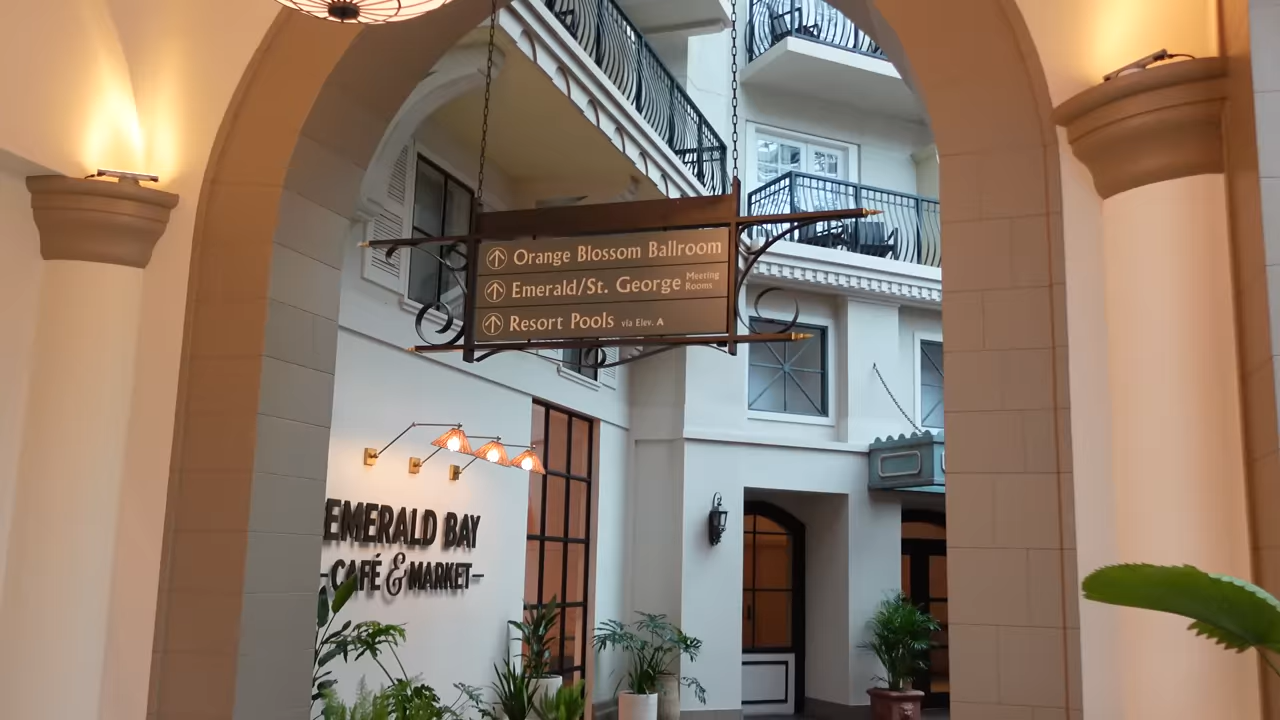 Orange Blossom Ballroom
Emerald/St. George Meeting Rooms
Resort Pools via Elev. A
EMERALD BAY
-CAFÉ & MARKET-